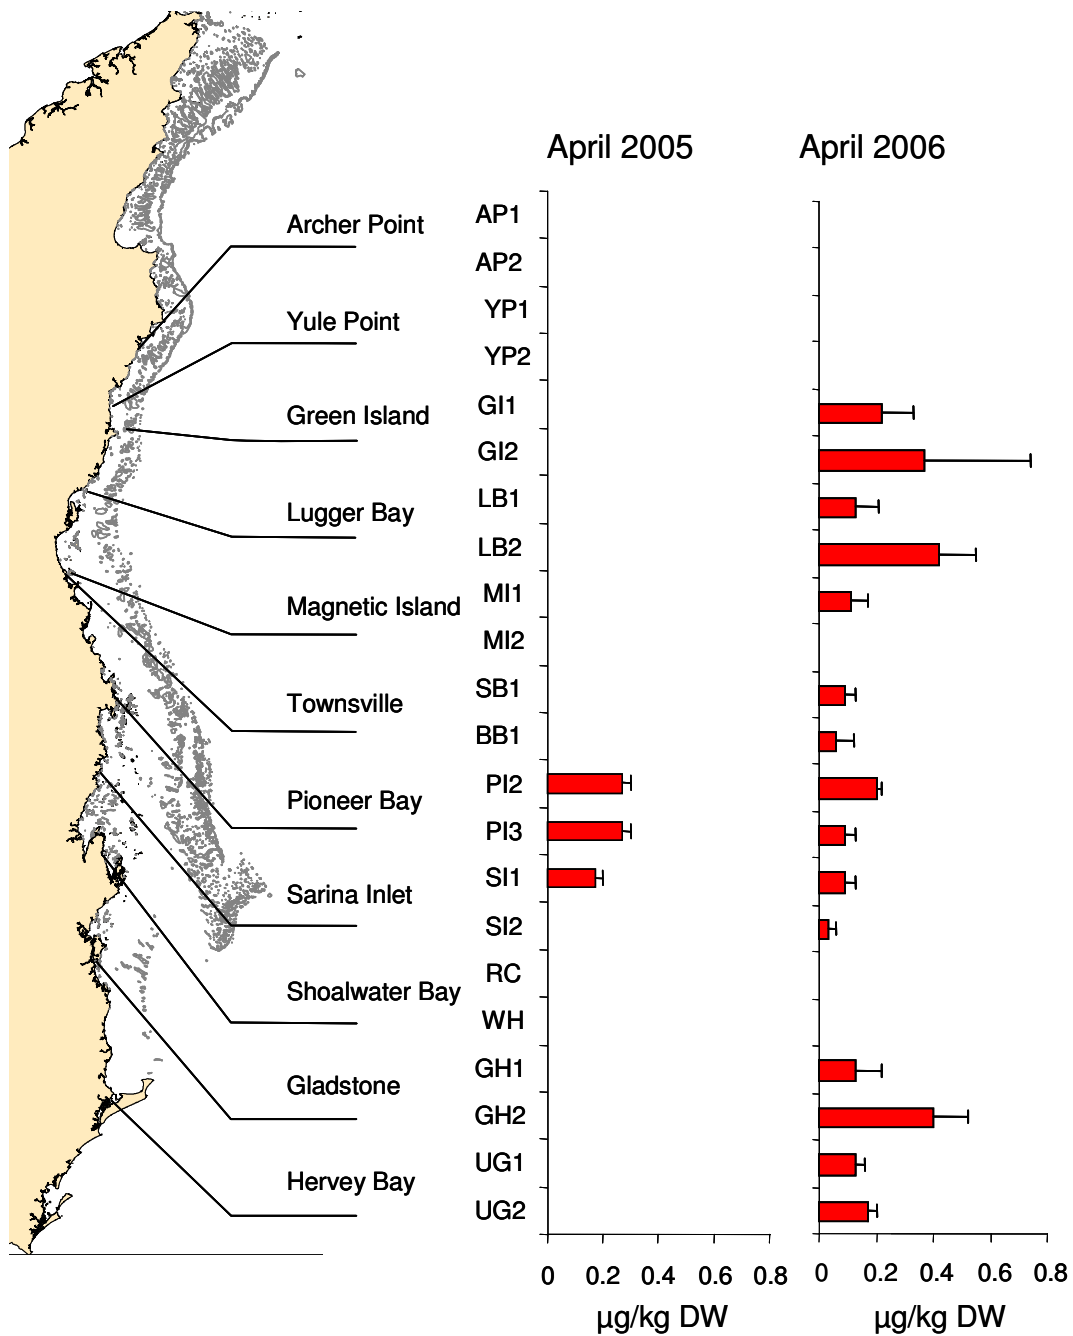 April 2005
April 2006
Archer Point
AP1
AP2
Yule Point
YP1
YP2
Green Island
GI1
GI2
Lugger Bay
LB1
LB2
Magnetic Island
MI1
MI2
Townsville
SB1
BB1
Pioneer Bay
PI2
PI3
Sarina Inlet
SI1
SI2
Shoalwater Bay
RC
WH
Gladstone
GH1
GH2
Hervey Bay
UG1
UG2
0 0.2 0.4 0.6 0.8
0 0.2 0.4 0.6 0.8
µg/kg DW
µg/kg DW